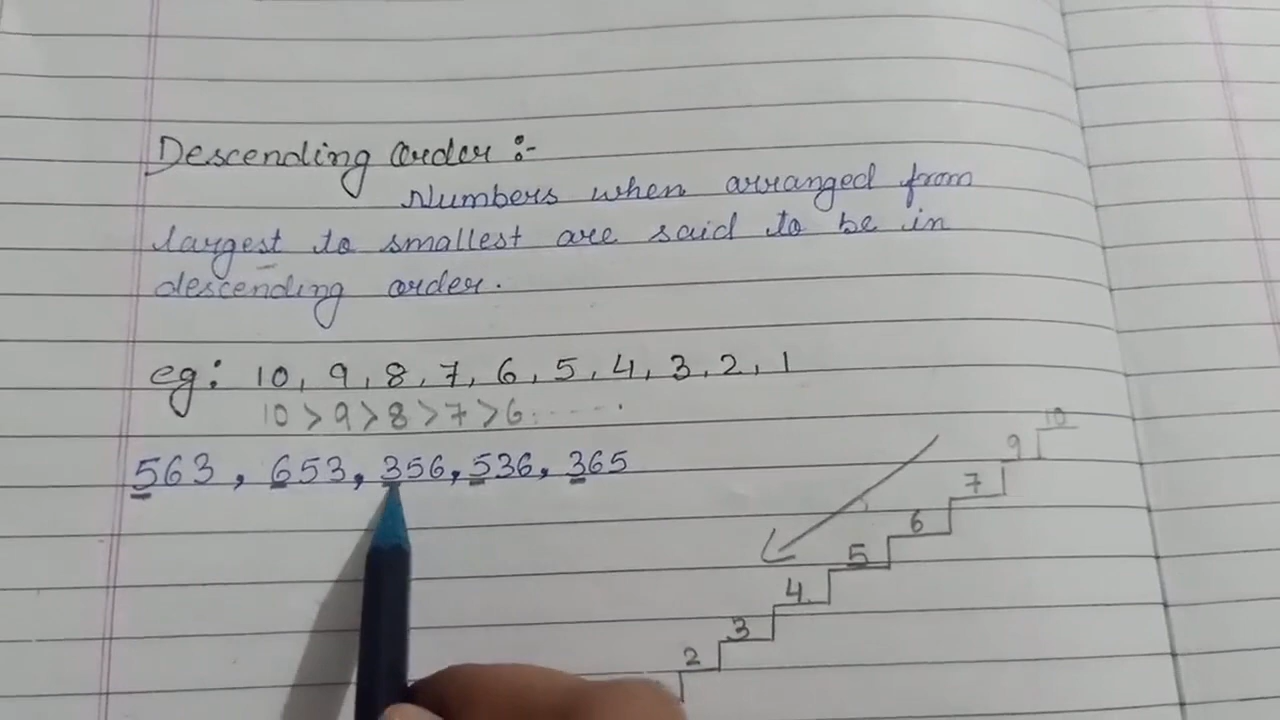 Descending Order :-
Numbers when arranged from
largest to smallest are said to be in
descending order.
eg: 10, 9, 8, 7, 6, 5, 4, 3, 2, 1
10 > 9 > 8 > 7 > 6 ......
563, 653, 356, 536, 365
10
9
7
6
5
4
3
2